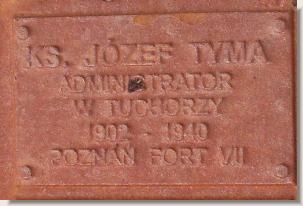 KS. JÓZEF TYMA
ADMINISTRATOR
W TUCHORZY
1902 - 1940
POZNAŃ FORT VII